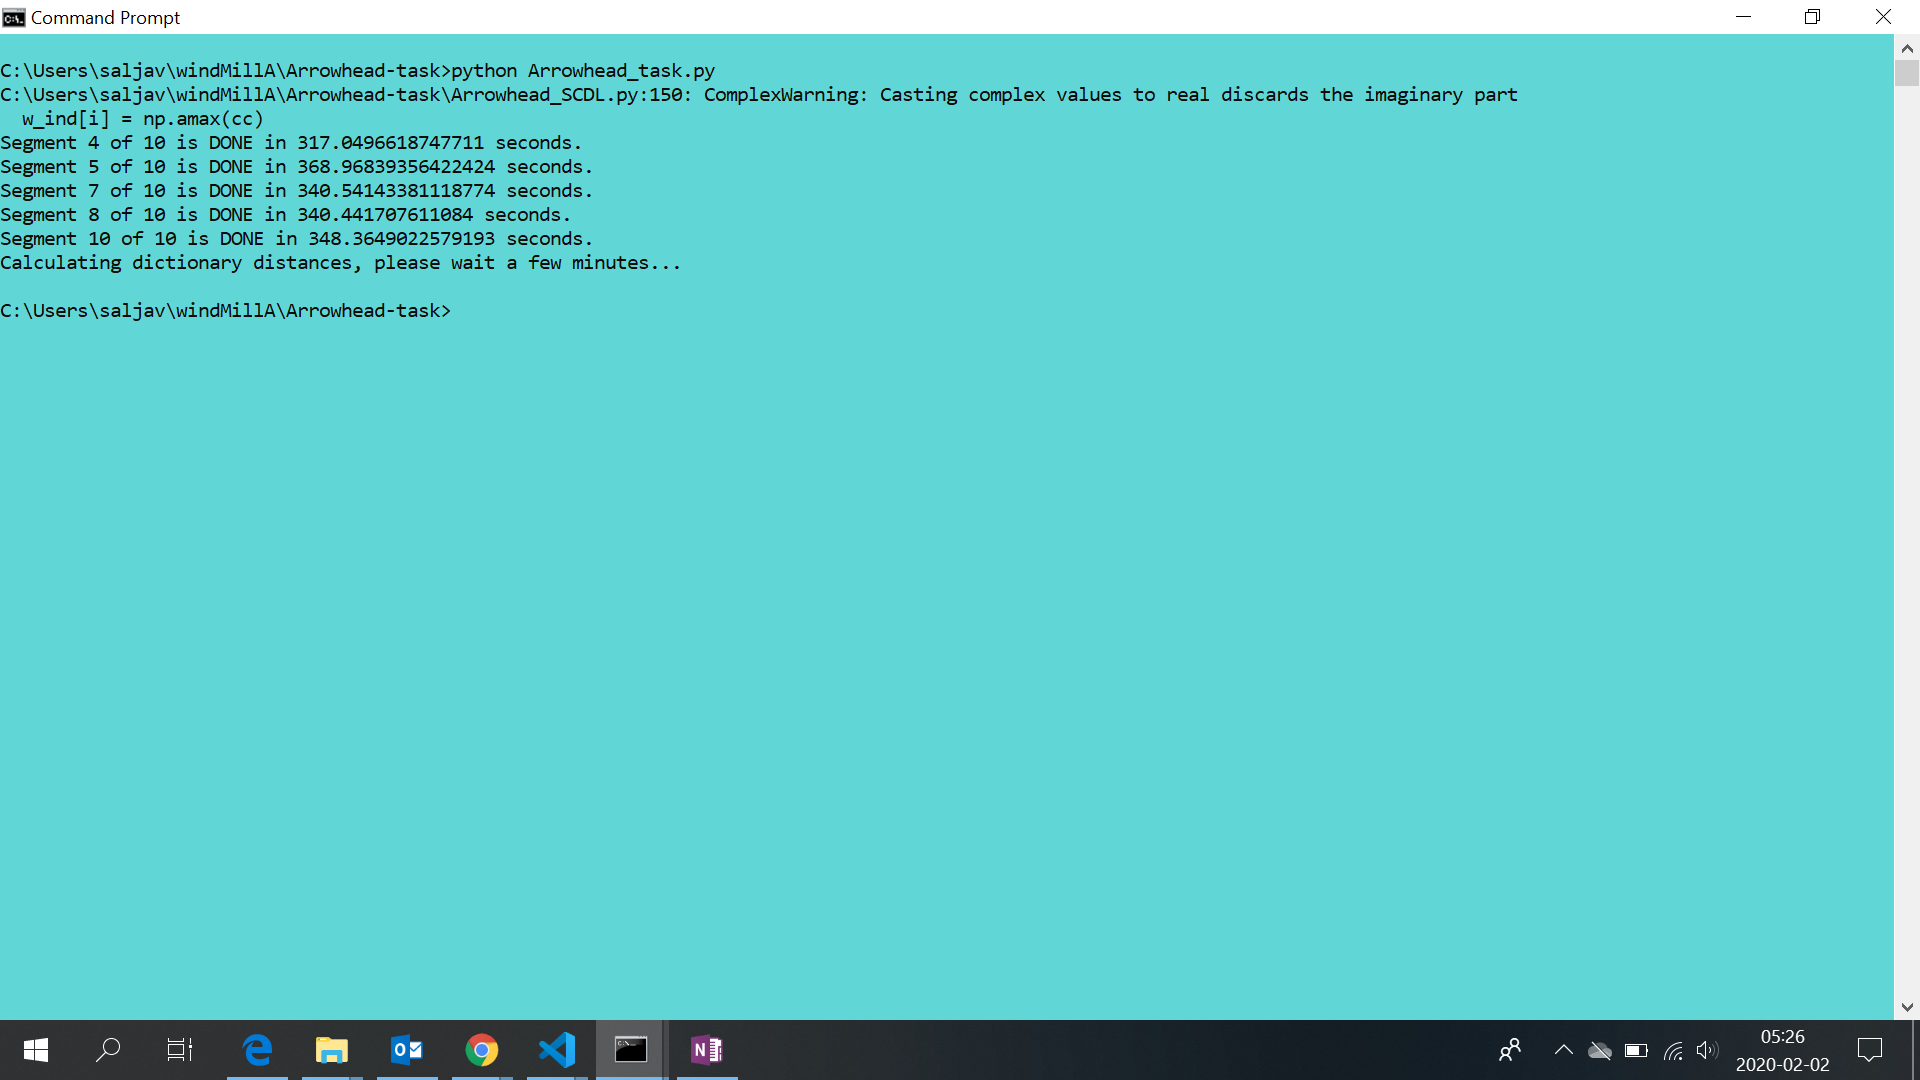 Command Prompt
C:\Users\saljav\windMillA\Arrowhead-task>python Arrowhead_task.py
C:\Users\saljav\windMillA\Arrowhead-task\Arrowhead_SCDL.py:150: ComplexWarning: Casting complex values to real discards the imaginary part
  w_ind[i] = np.amax(cc)
Segment 4 of 10 is DONE in 317.0496618747711 seconds.
Segment 5 of 10 is DONE in 368.96839356422424 seconds.
Segment 7 of 10 is DONE in 340.54143381118774 seconds.
Segment 8 of 10 is DONE in 340.441707611084 seconds.
Segment 10 of 10 is DONE in 348.3649022579193 seconds.
Calculating dictionary distances, please wait a few minutes...
C:\Users\saljav\windMillA\Arrowhead-task>
05:26
2020-02-02